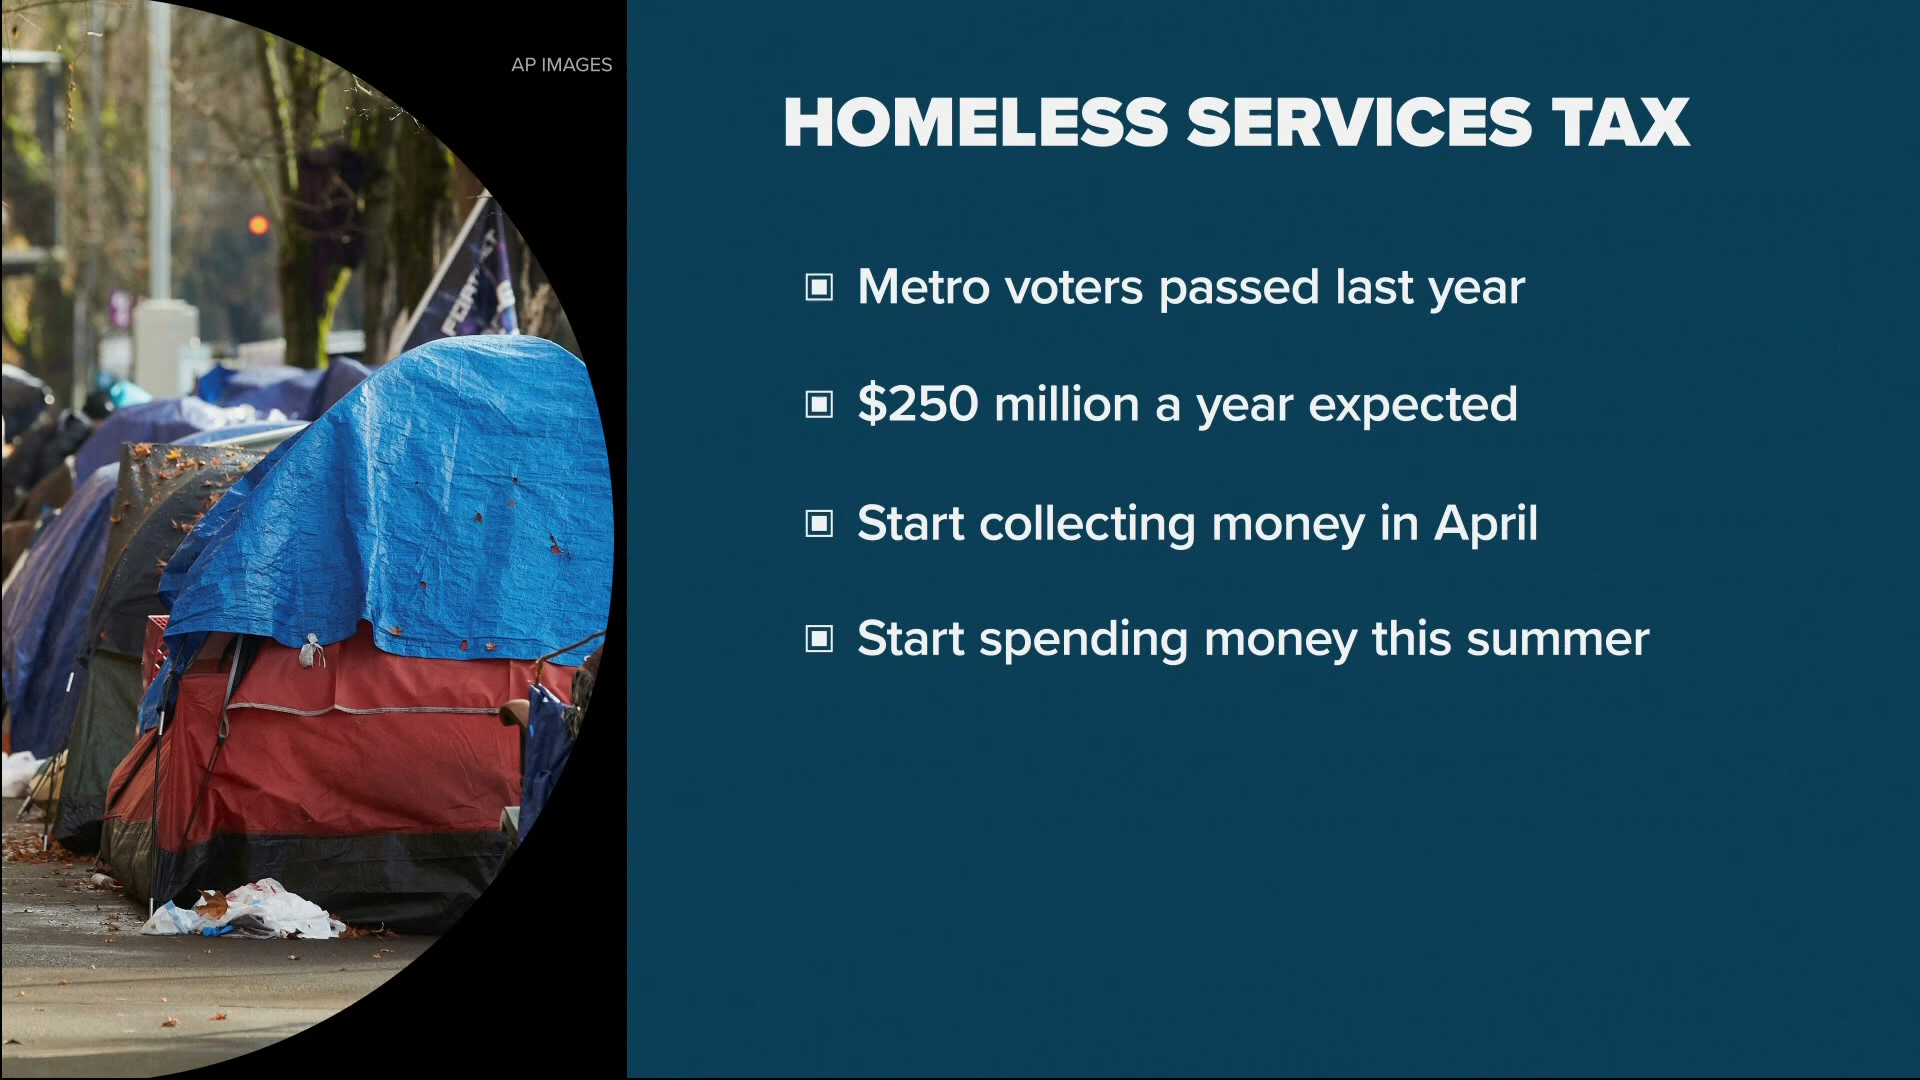 AP IMAGES
HOMELESS SERVICES TAX
Metro voters passed last year
$250 million a year expected
Start collecting money in April
Start spending money this summer